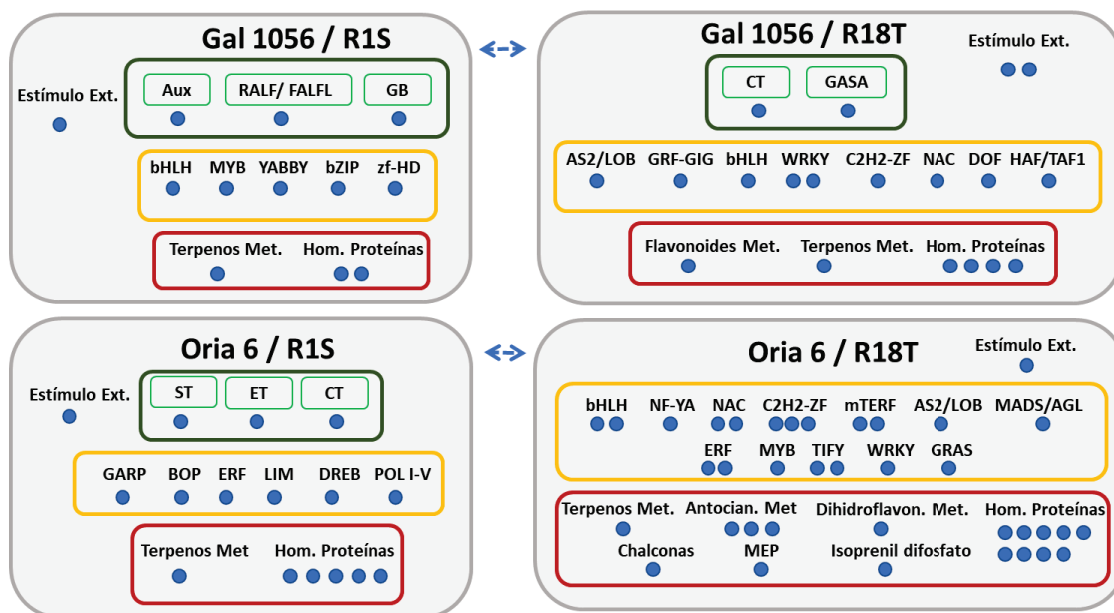 Gal 1056 / R1S
Estímulo Ext.
Aux RALF/ FALFL GB
bHLH MYB YABBY bZIP zf-HD
Terpenos Met. Hom. Proteínas
Gal 1056 / R18T
Estímulo Ext.
CT GASA
AS2/LOB GRF-GIG bHLH WRKY C2H2-ZF NAC DOF HAF/TAF1
Flavonoides Met. Terpenos Met. Hom. Proteínas
Oria 6 / R1S
Estímulo Ext.
ST ET CT
GARP BOP ERF LIM DREB POL I-V
Terpenos Met Hom. Proteínas
Oria 6 / R18T
Estímulo Ext.
bHLH NF-YA NAC C2H2-ZF mTERF AS2/LOB MADS/AGL
ERF MYB TIFY WRKY GRAS
Terpenos Met. Antocian. Met Dihidroflavon. Met. Hom. Proteínas
Chalconas MEP Isoprenil difosfato